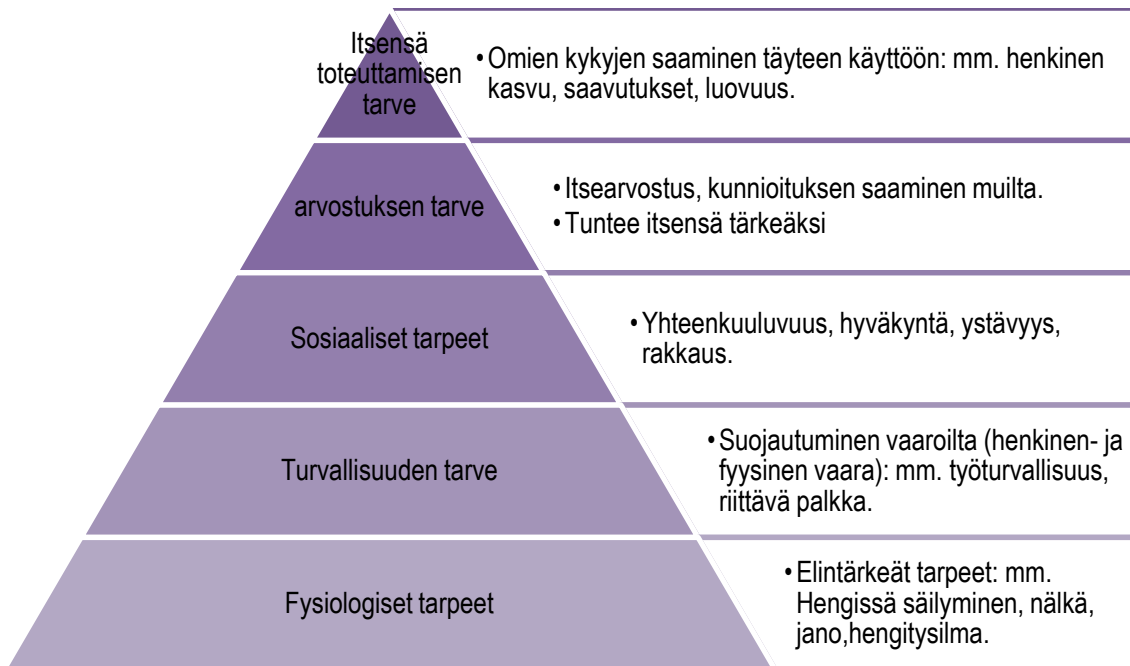 Itsensä
toteuttamisen
tarve
• Omien kykyjen saaminen täyteen käyttöön: mm. henkinen
kasvu, saavutukset, luovuus.
arvostuksen tarve
• Itsearvostus, kunnioituksen saaminen muilta.
• Tuntee itsensä tärkeäksi
Sosiaaliset tarpeet
• Yhteenkuuluvuus, hyväkyntä, ystävyys,
rakkaus.
Turvallisuuden tarve
• Suojautuminen vaaroilta (henkinen- ja
fyysinen vaara): mm. työturvallisuus,
riittävä palkka.
Fysiologiset tarpeet
• Elintärkeät tarpeet: mm.
Hengissä säilyminen, nälkä,
jano,hengitysilma.